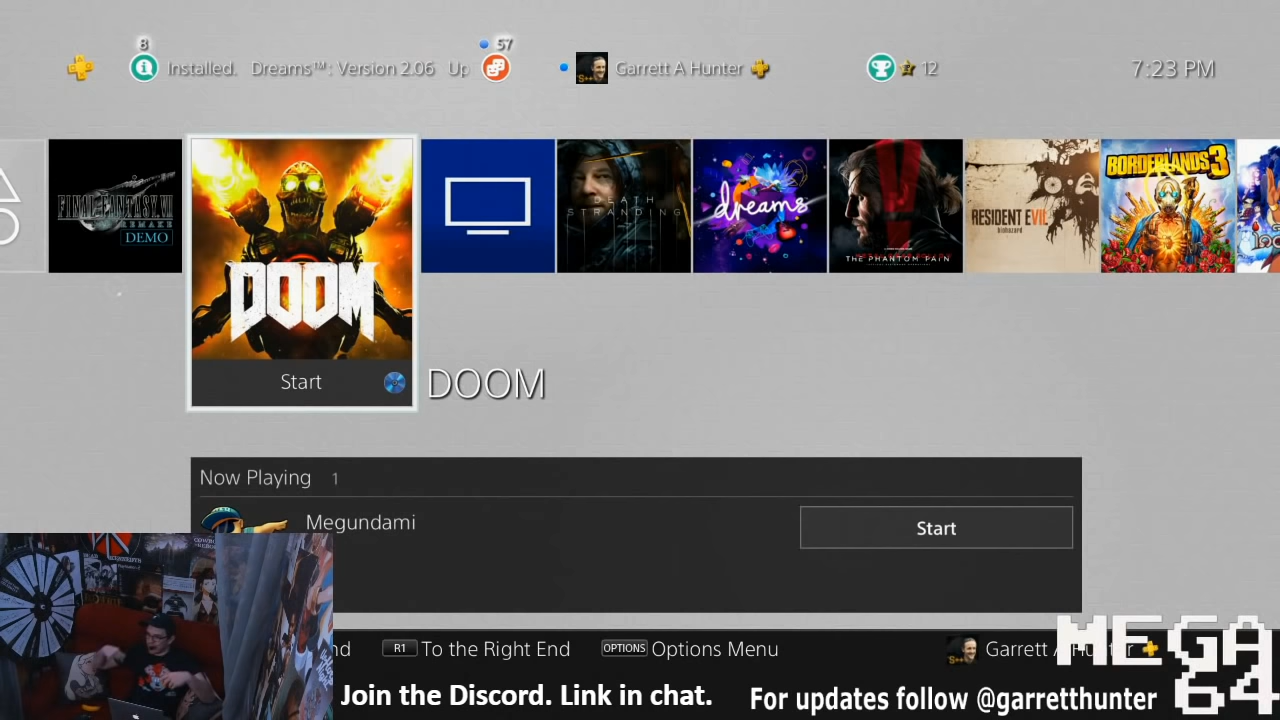 8
57
Installed. Dreams™: Version 2.06 Up
Garrett A Hunter
12
7:23 PM
FINAL FANTASY VII
REMAKE
DEMO
DOOM
DEATH
STRANDING
dreams
THE PHANTOM PAIN
RESIDENT EVIL
biohazard
BORDERLANDS 3
Start
DOOM
Now Playing 1
Megundami
Start
nd
R1 To the Right End
OPTIONS Options Menu
Garrett A Hunter
MEGA
64
Join the Discord. Link in chat.
For updates follow @garretthunter